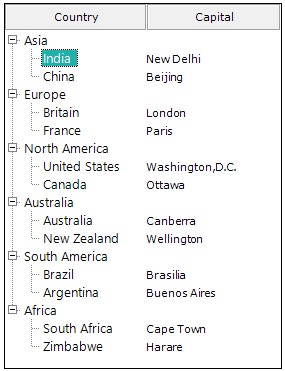 Country Capital
Asia
India New Delhi
China Beijing
Europe
Britain London
France Paris
North America
United States Washington,D.C.
Canada Ottawa
Australia
Australia Canberra
New Zealand Wellington
South America
Brazil Brasilia
Argentina Buenos Aires
Africa
South Africa Cape Town
Zimbabwe Harare